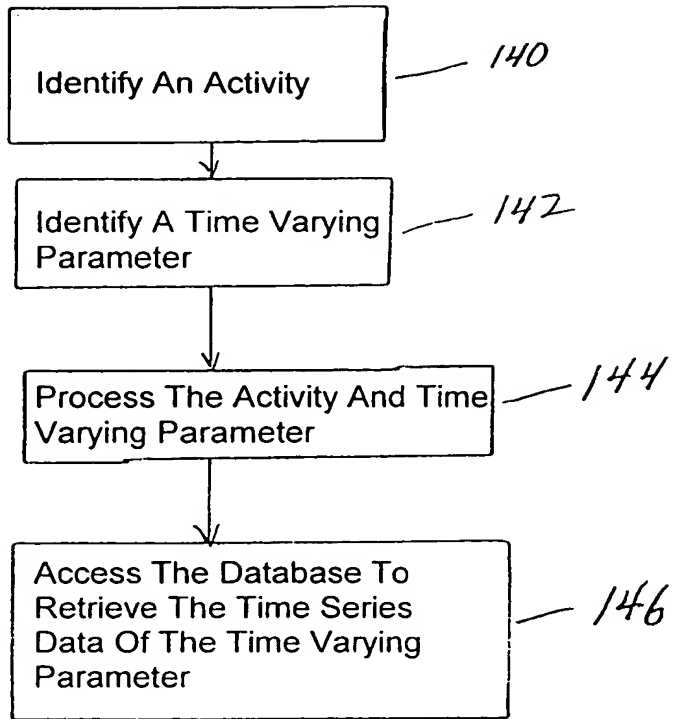 Identify An Activity
140
Identify A Time Varying
Parameter
142
Process The Activity And Time
Varying Parameter
144
Access The Database To
Retrieve The Time Series
Data Of The Time Varying
Parameter
146